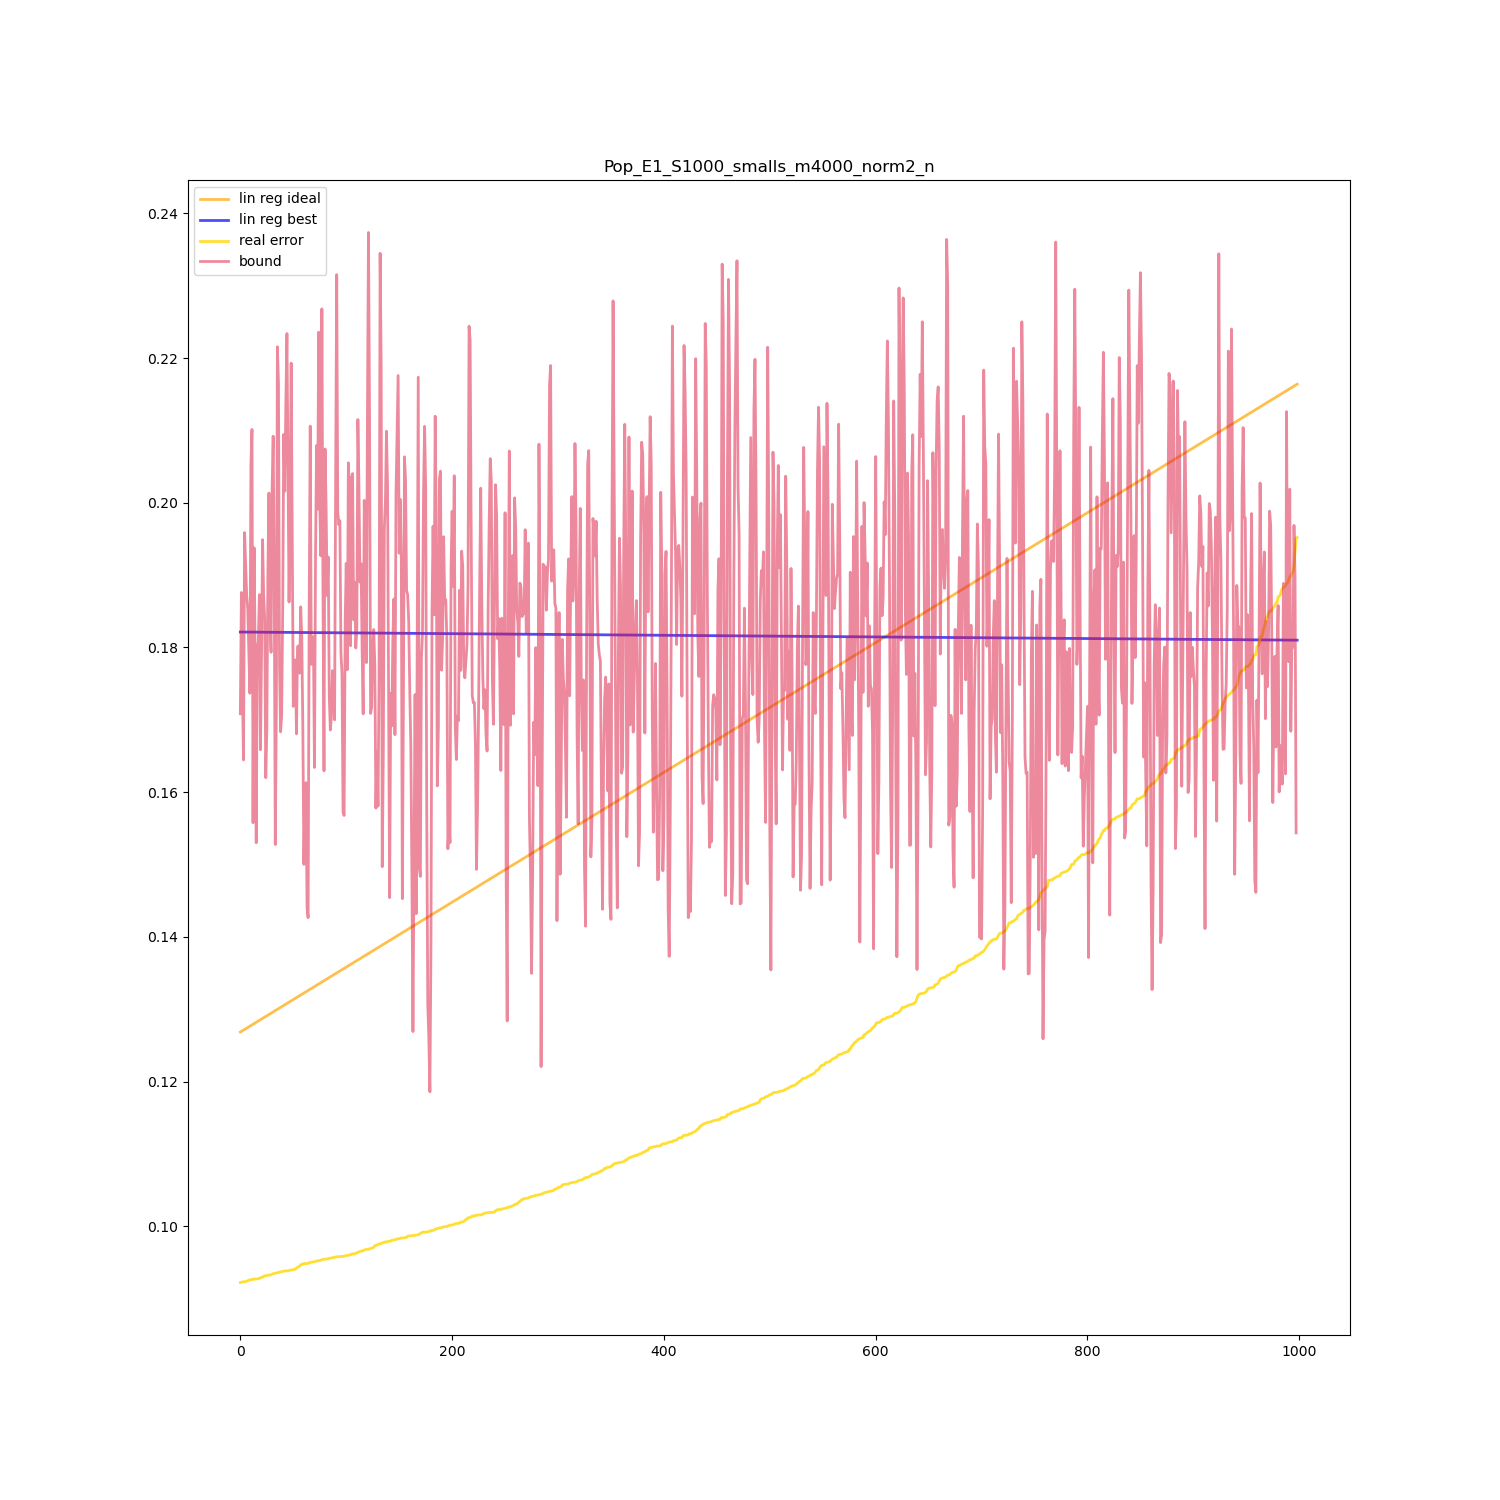 Pop_E1_S1000_smalls_m4000_norm2_n
lin reg ideal
lin reg best
real error
bound
0.24
0.22
0.20
0.18
0.16
0.14
0.12
0.10
0 200 400 600 800 1000